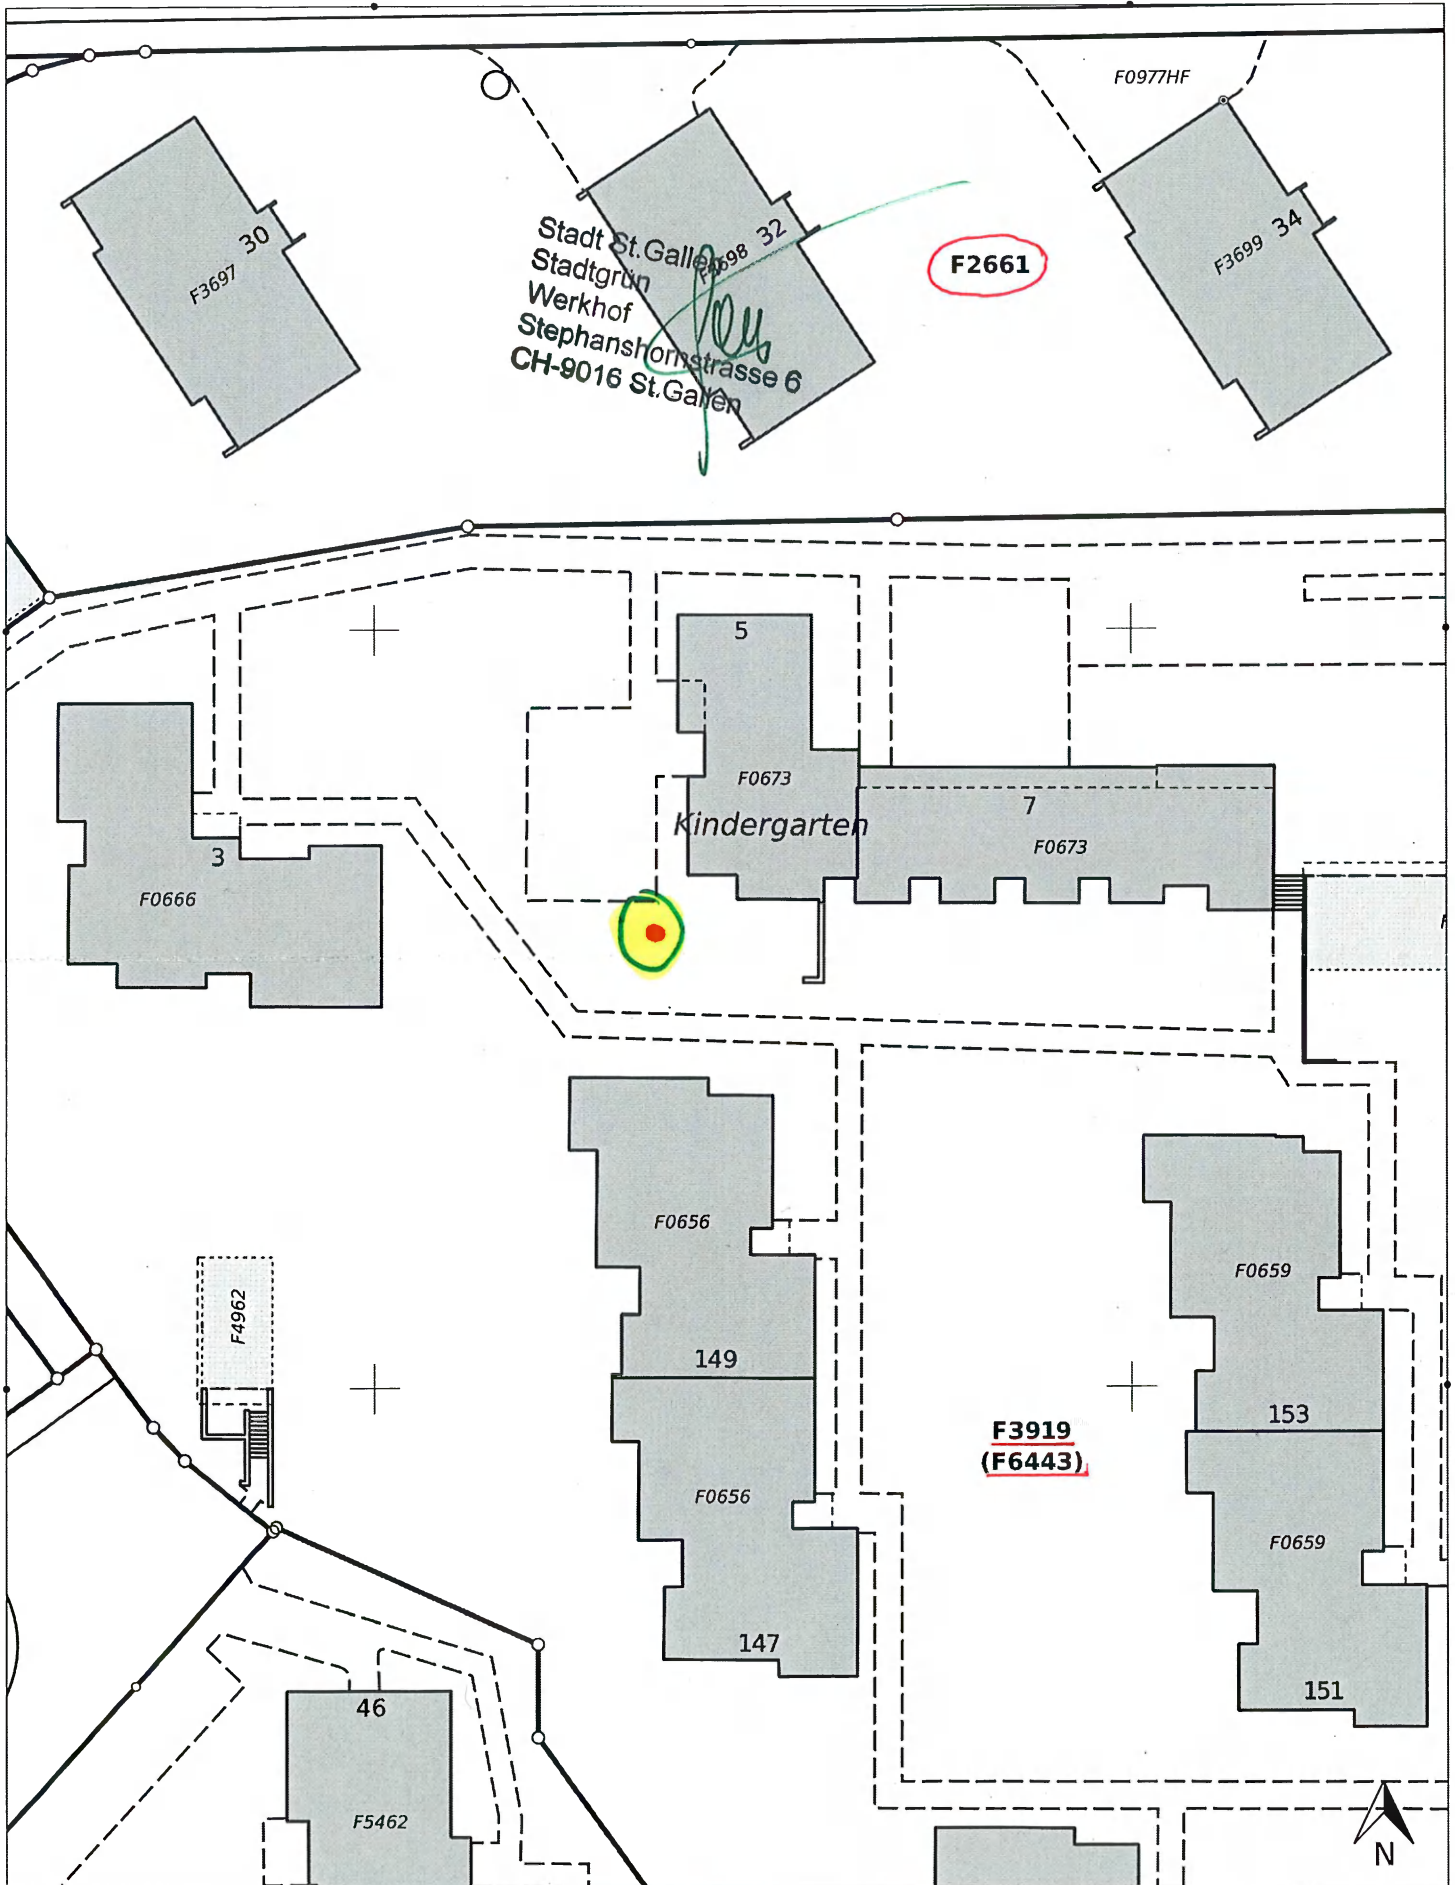 F0977HF
30
F3697
32
34
F3699
F2661
Stadt St.Gallen
Stadtgrün
Werkhof
Stephanshornstrasse 6
CH-9016 St.Gallen
5
F0673
Kindergarten
7
F0673
3
F0666
F0656
149
F0656
147
F4962
F0659
153
F0659
151
F3919
(F6443)
46
F5462
N